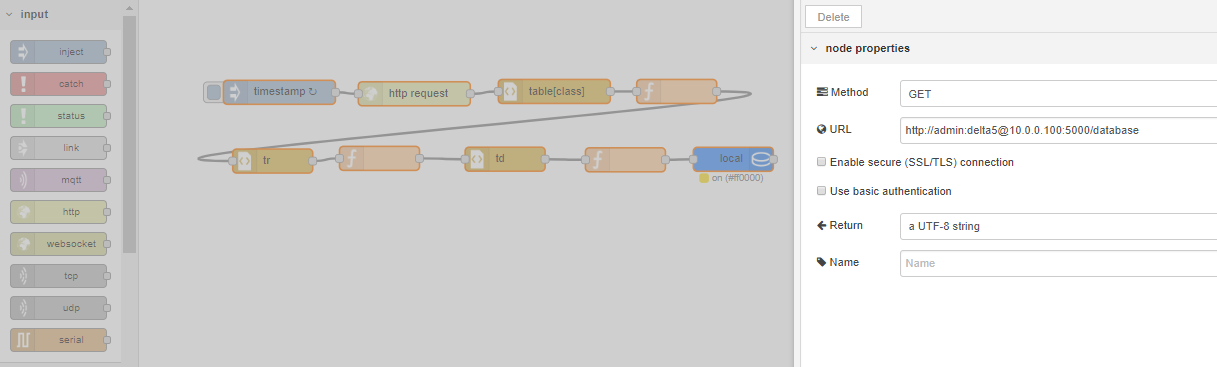 input
inject
catch
status
link
mqtt
http
websocket
tcp
udp
serial
timestamp ↻
http request
table[class]
f
tr
f
td
f
local
on (#ff0000)
Delete
node properties
Method
GET
URL
http://admin:delta5@10.0.0.100:5000/database
Enable secure (SSL/TLS) connection
Use basic authentication
Return
a UTF-8 string
Name
Name